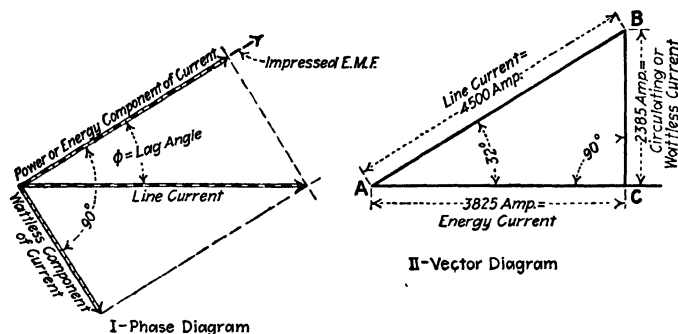 Power or Energy Component of Current
Impressed E.M.F.
ϕ = Lag Angle
Line Current
90°
Wattless Component
of Current
I-Phase Diagram
Line Current=
4500 Amp.
B
32°
90°
2385 Amp.=
Circulating or
Wattless Current
A
C
3825 Amp.=
Energy Current
II-Vector Diagram